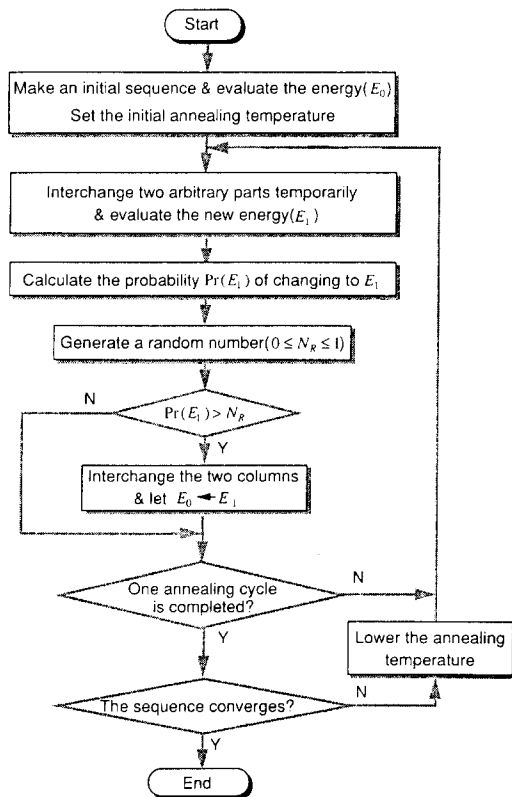 Start
Make an initial sequence & evaluate the energy(E₀)
Set the initial annealing temperature
Interchange two arbitrary parts temporarily
& evaluate the new energy(E₁)
Calculate the probability Pr(E₁) of changing to E₁
Generate a random number(0 ≤ N_R ≤ 1)
N
Pr(E₁) > N_R
Y
Interchange the two columns
& let E₀ ← E₁
One annealing cycle
is completed?
N
Y
Lower the annealing
temperature
The sequence converges?
N
Y
End